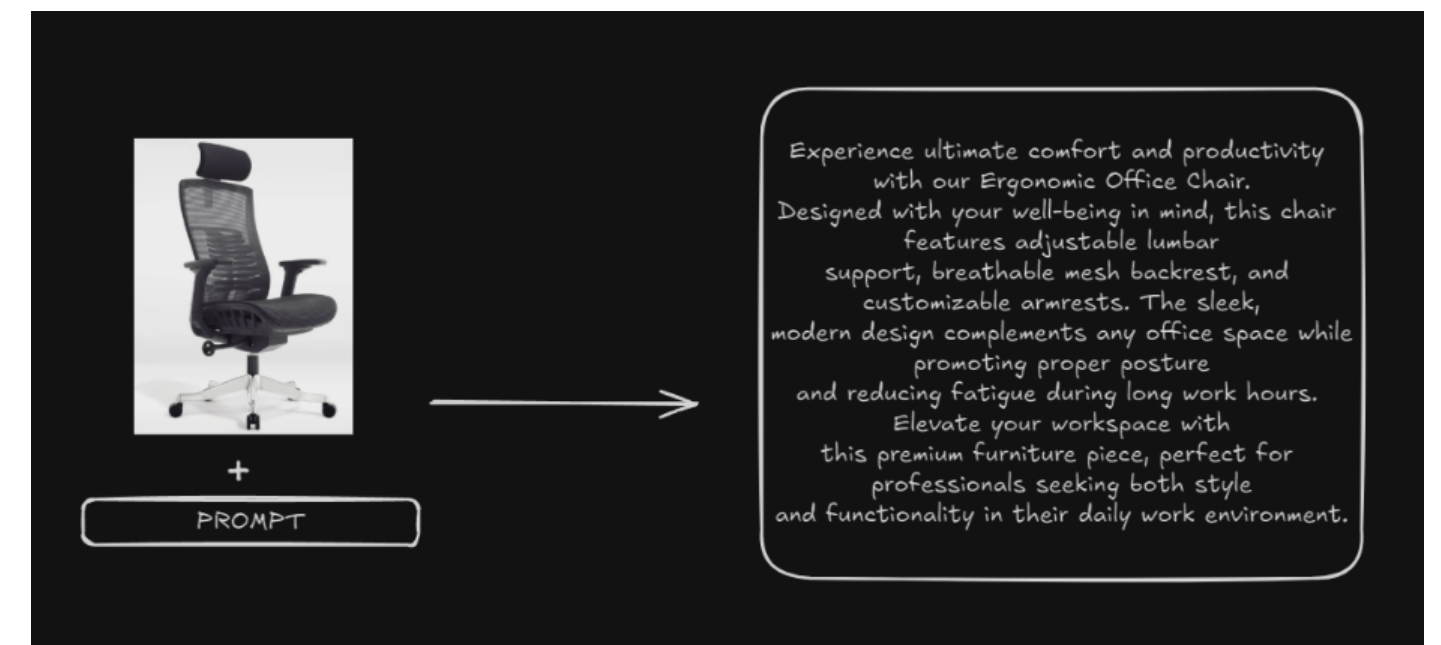 +
PROMPT
Experience ultimate comfort and productivity
with our Ergonomic Office Chair.
Designed with your well-being in mind, this chair
features adjustable lumbar
support, breathable mesh backrest, and
customizable armrests. The sleek,
modern design complements any office space while
promoting proper posture
and reducing fatigue during long work hours.
Elevate your workspace with
this premium furniture piece, perfect for
professionals seeking both style
and functionality in their daily work environment.